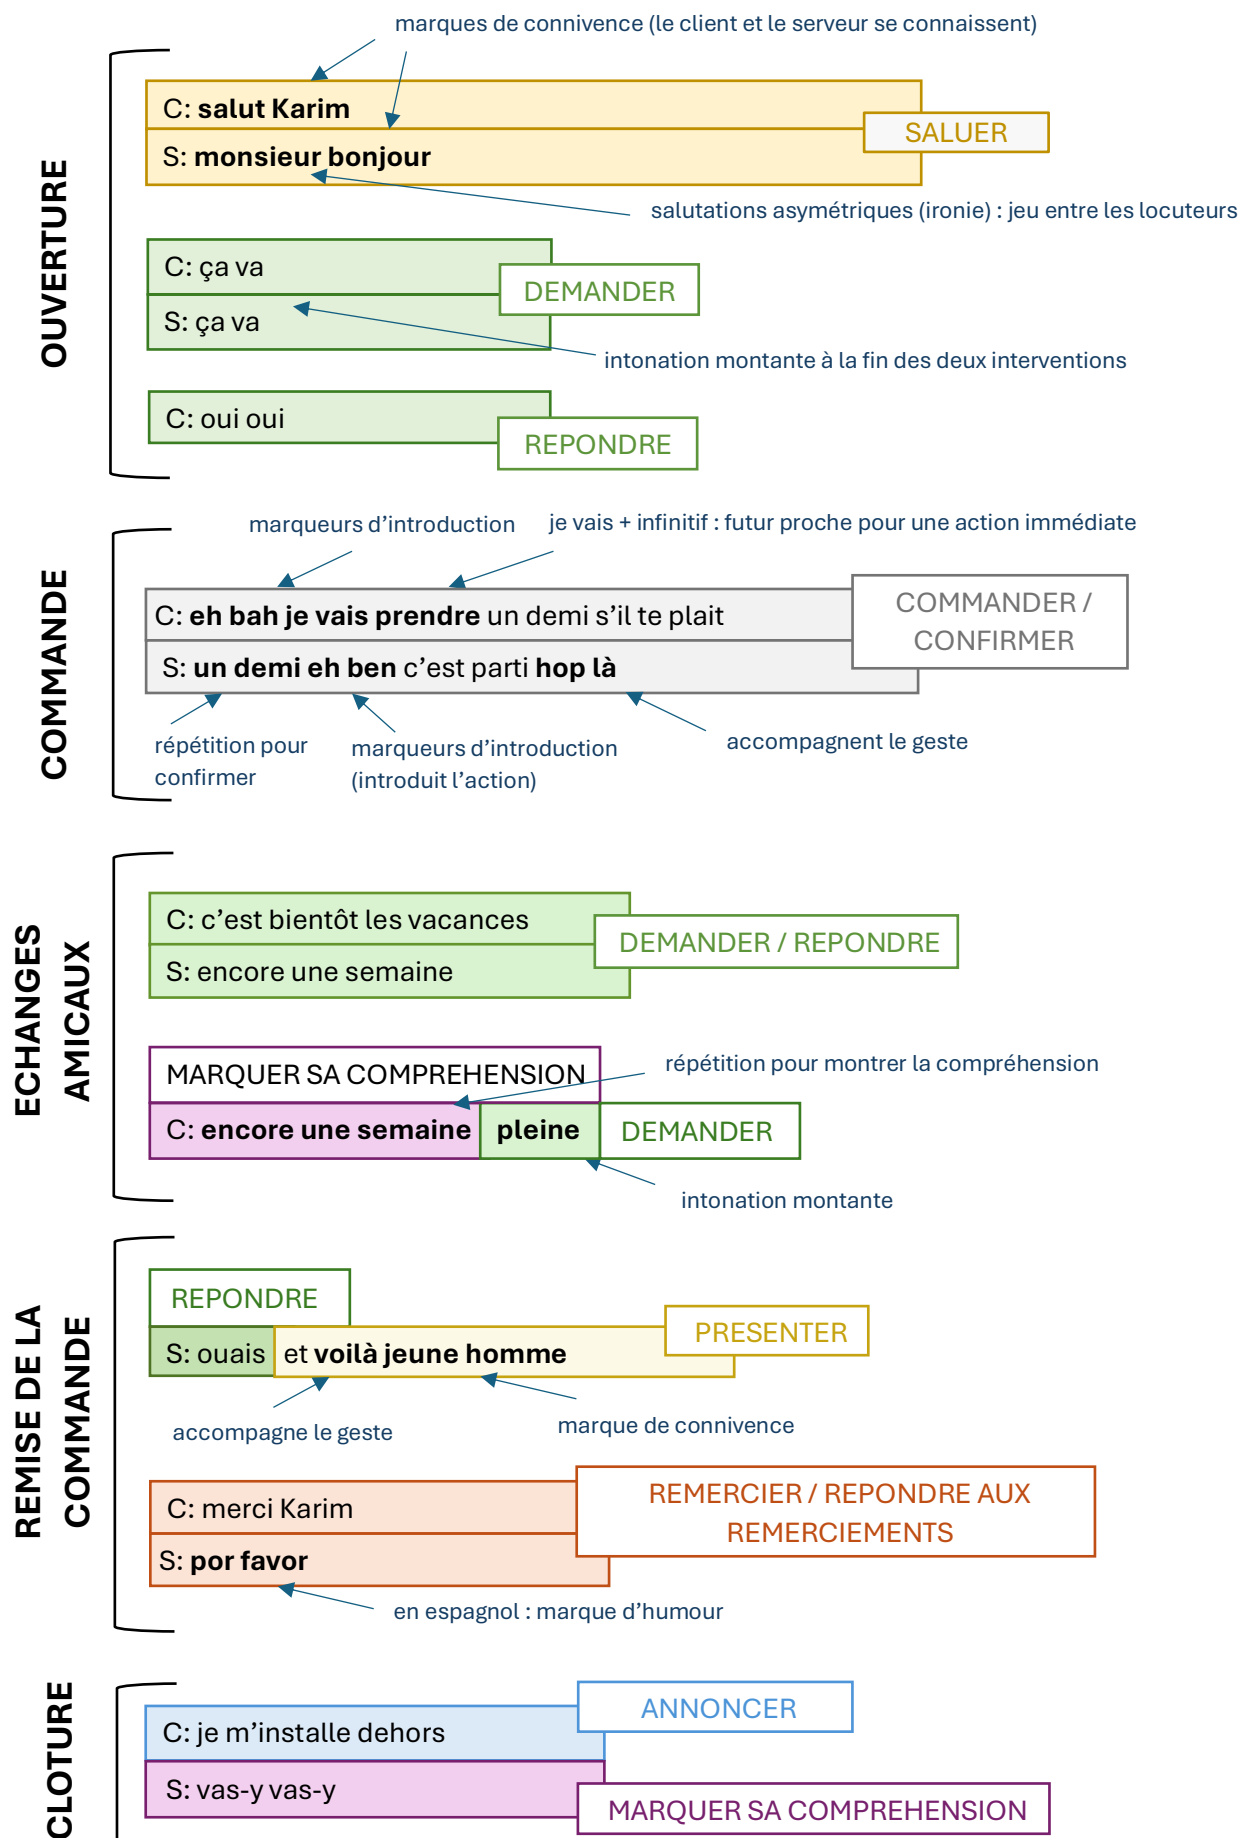 marques de connivence (le client et le serveur se connaissent)
OUVERTURE
C: salut Karim
SALUER
S: monsieur bonjour
salutations asymétriques (ironie) : jeu entre les locuteurs
C: ça va
DEMANDER
S: ça va
intonation montante à la fin des deux interventions
C: oui oui
REPONDRE
COMMANDE
marqueurs d’introduction
je vais + infinitif : futur proche pour une action immédiate
C: eh bah je vais prendre un demi s’il te plait
COMMANDER /
CONFIRMER
S: un demi eh ben c’est parti hop là
répétition pour
confirmer
marqueurs d’introduction
(introduit l’action)
accompagnent le geste
ECHANGES
AMICAUX
C: c’est bientôt les vacances
DEMANDER / REPONDRE
S: encore une semaine
MARQUER SA COMPREHENSION
répétition pour montrer la compréhension
C: encore une semaine pleine
DEMANDER
intonation montante
REMISE DE LA
COMMANDE
REPONDRE
PRESENTER
S: ouais et voilà jeune homme
accompagne le geste
marque de connivence
C: merci Karim
REMERCIER / REPONDRE AUX
REMERCIEMENTS
S: por favor
en espagnol : marque d’humour
CLOTURE
ANNONCER
C: je m’installe dehors
S: vas-y vas-y
MARQUER SA COMPREHENSION